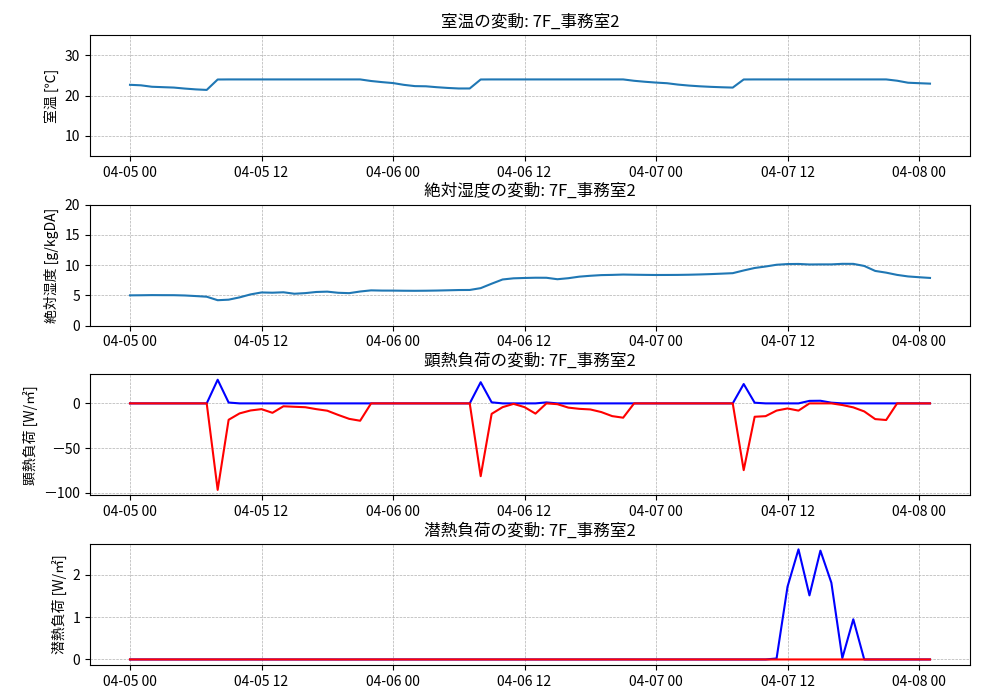 室温の変動: 7F_事務室2
室温 [℃]
30
20
10
04-05 00 04-05 12 04-06 00 04-06 12 04-07 00 04-07 12 04-08 00
絶対湿度の変動: 7F_事務室2
絶対湿度 [g/kgDA]
20
15
10
5
0
04-05 00 04-05 12 04-06 00 04-06 12 04-07 00 04-07 12 04-08 00
顕熱負荷の変動: 7F_事務室2
顕熱負荷 [W/㎡]
0
−50
−100
04-05 00 04-05 12 04-06 00 04-06 12 04-07 00 04-07 12 04-08 00
潜熱負荷の変動: 7F_事務室2
潜熱負荷 [W/㎡]
2
1
0
04-05 00 04-05 12 04-06 00 04-06 12 04-07 00 04-07 12 04-08 00